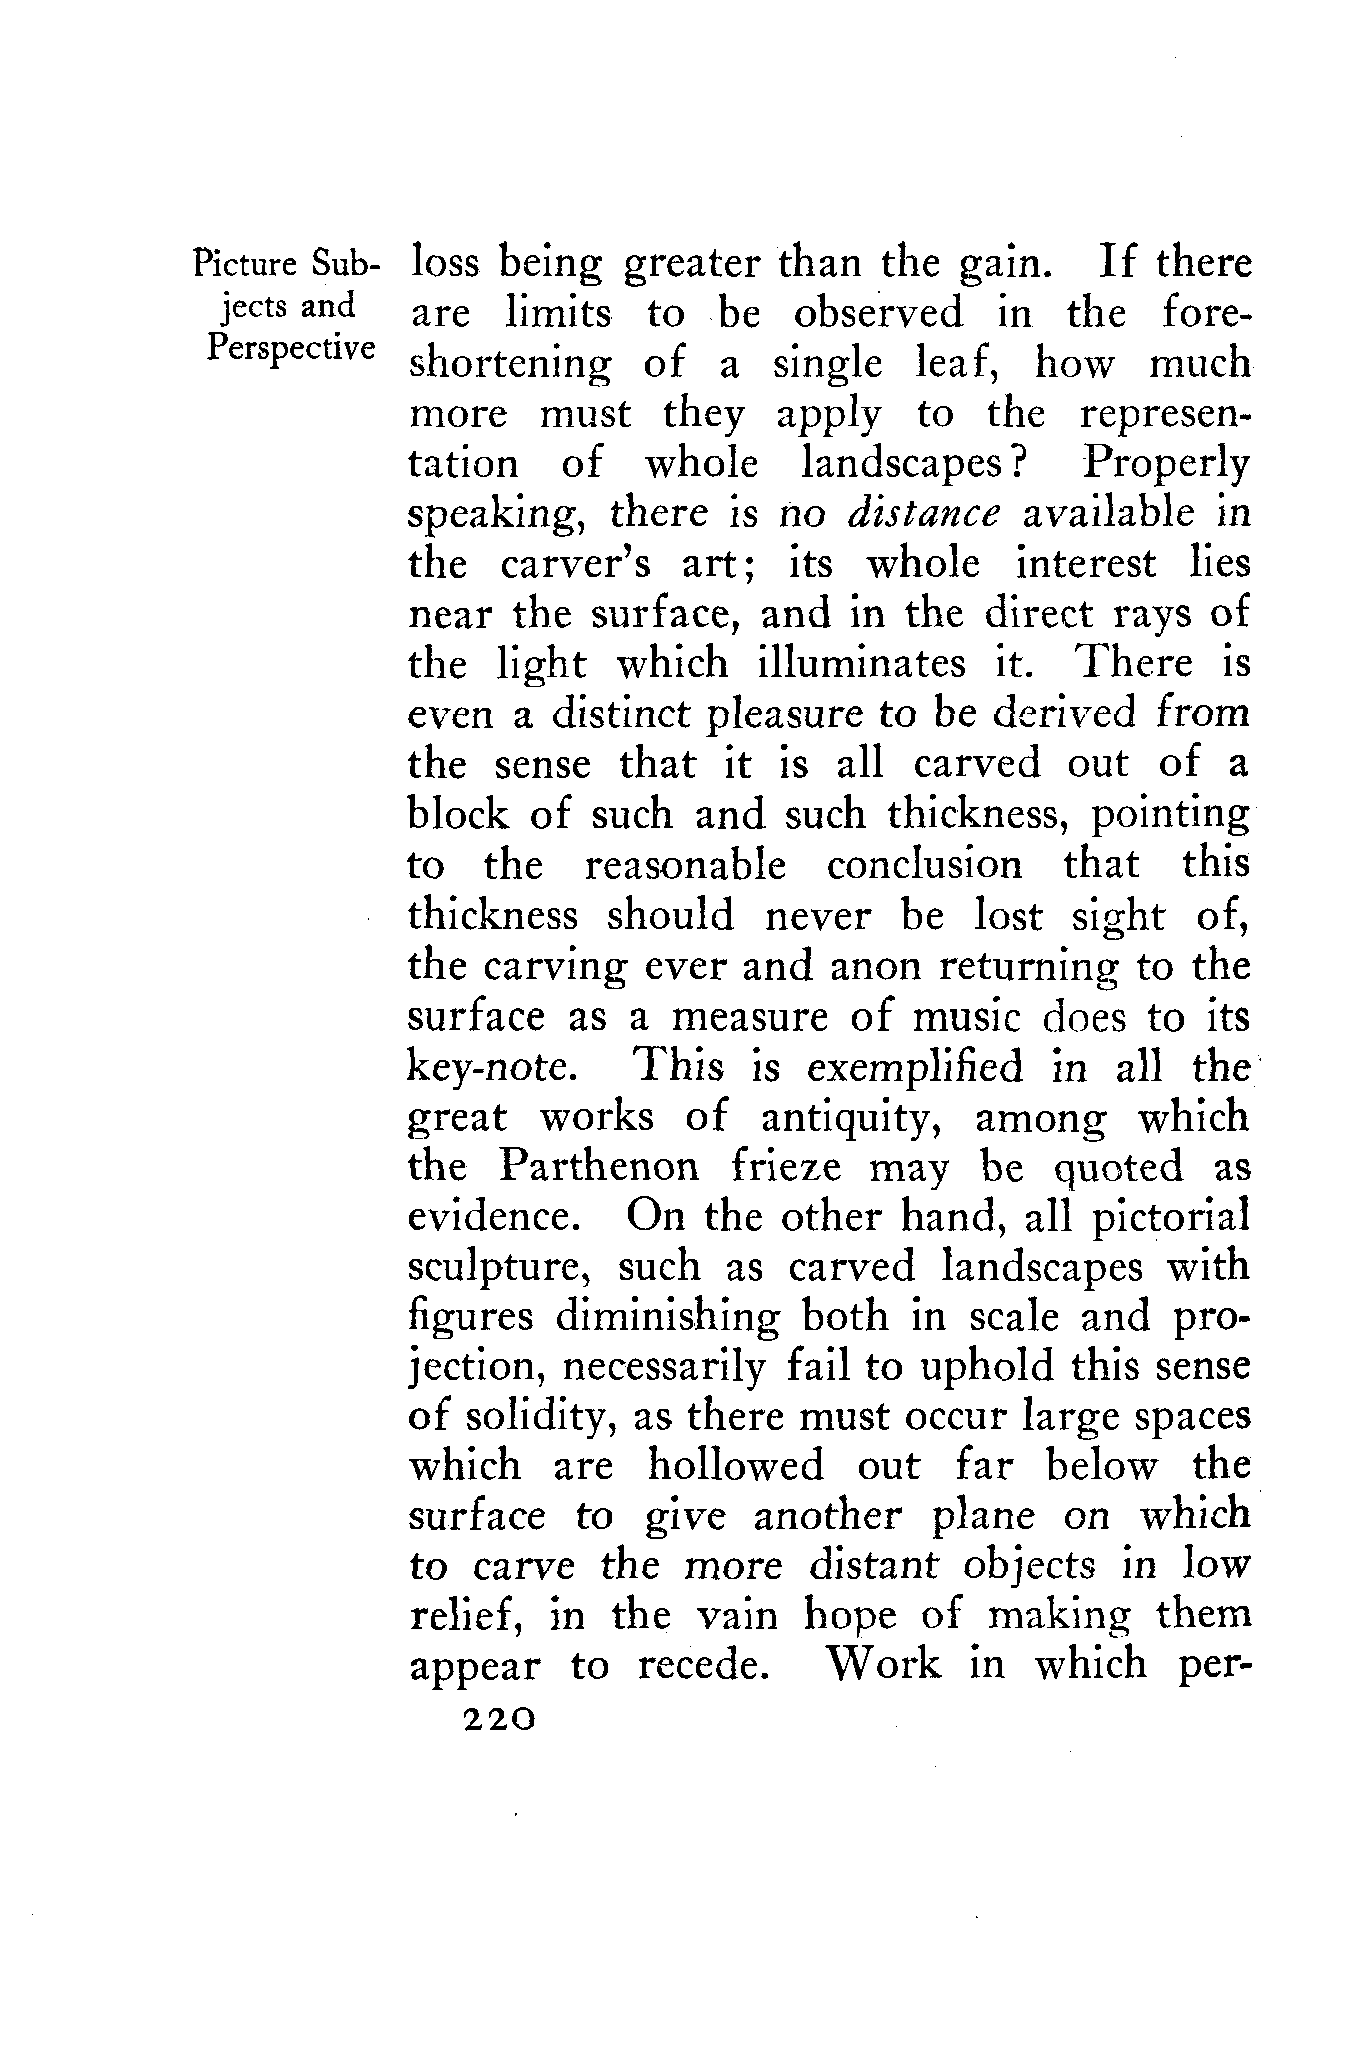 Picture Sub-
jects and
Perspective
loss being greater than the gain. If there
are limits to be observed in the fore-
shortening of a single leaf, how much
more must they apply to the represen-
tation of whole landscapes? Properly
speaking, there is no distance available in
the carver's art; its whole interest lies
near the surface, and in the direct rays of
the light which illuminates it. There is
even a distinct pleasure to be derived from
the sense that it is all carved out of a
block of such and such thickness, pointing
to the reasonable conclusion that this
thickness should never be lost sight of,
the carving ever and anon returning to the
surface as a measure of music does to its
key-note. This is exemplified in all the
great works of antiquity, among which
the Parthenon frieze may be quoted as
evidence. On the other hand, all pictorial
sculpture, such as carved landscapes with
figures diminishing both in scale and pro-
jection, necessarily fail to uphold this sense
of solidity, as there must occur large spaces
which are hollowed out far below the
surface to give another plane on which
to carve the more distant objects in low
relief, in the vain hope of making them
appear to recede. Work in which per-
220